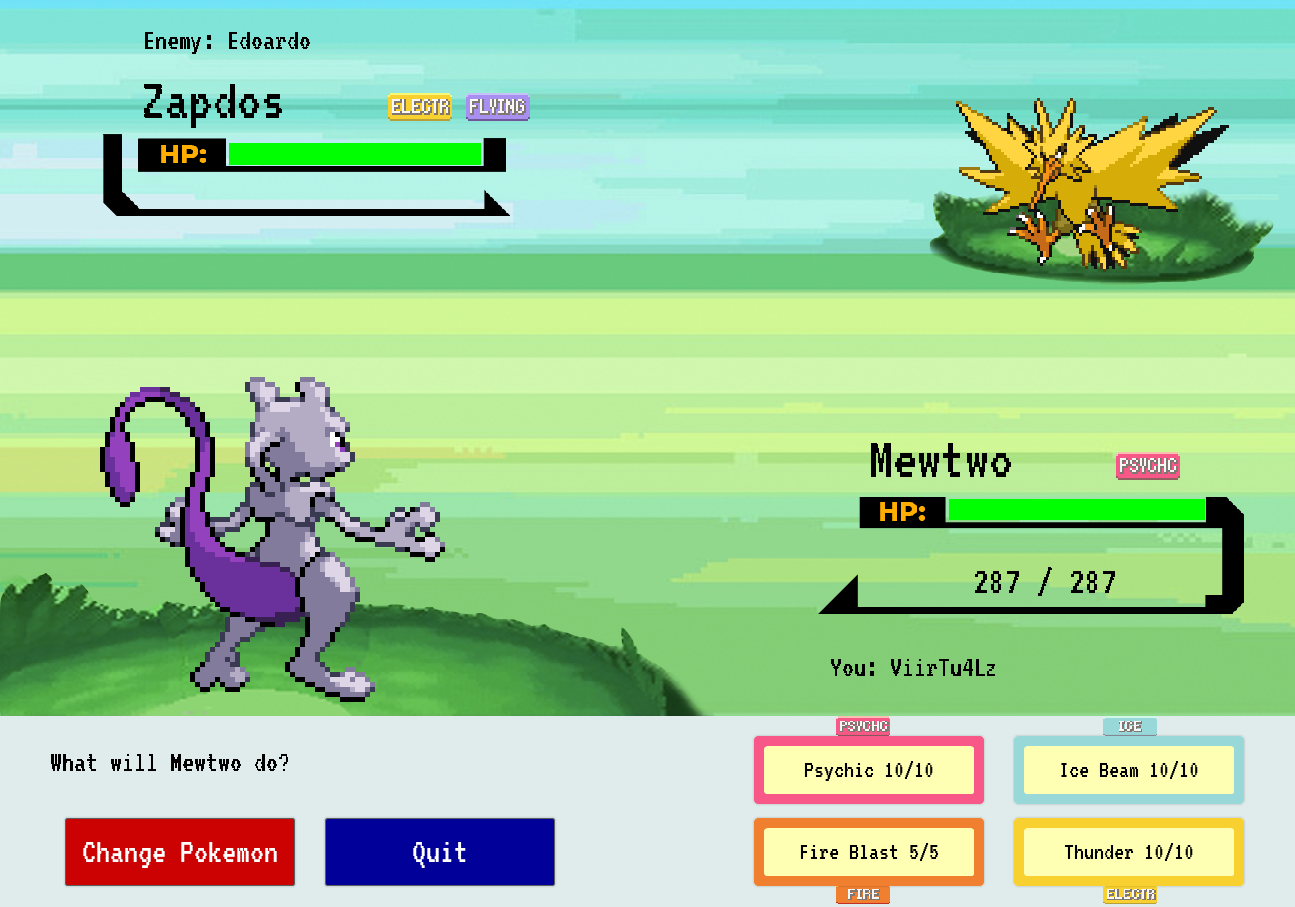 Enemy: Edoardo
Zapdos ELECTR FLYING
HP:
Mewtwo PSYCHC
HP:
287 / 287
You: ViirTu4Lz
What will Mewtwo do?
Change Pokemon Quit
PSYCHC ICE
Psychic 10/10 Ice Beam 10/10
Fire Blast 5/5 Thunder 10/10
FIRE ELECTR